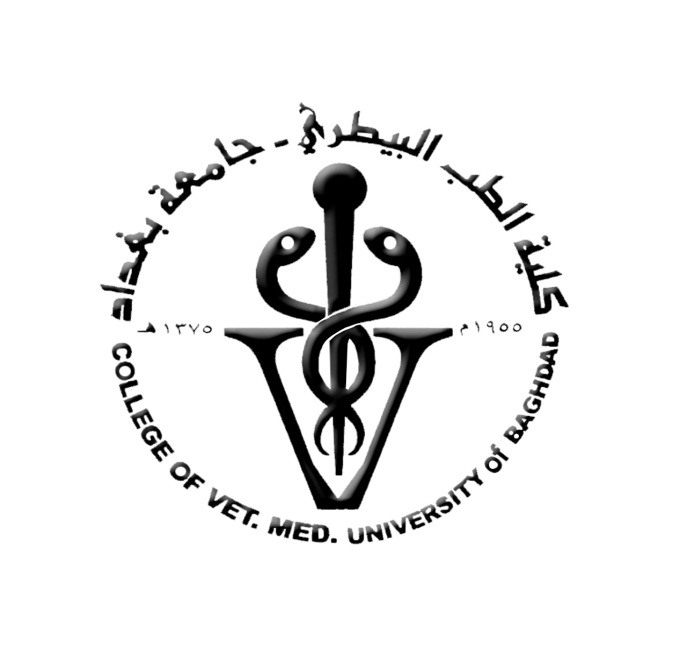 كلية الطب البيطري - جامعة بغداد
١٩٥٥م
١٣٧٥هـ
V
COLLEGE OF VET. MED. UNIVERSITY of BAGHDAD